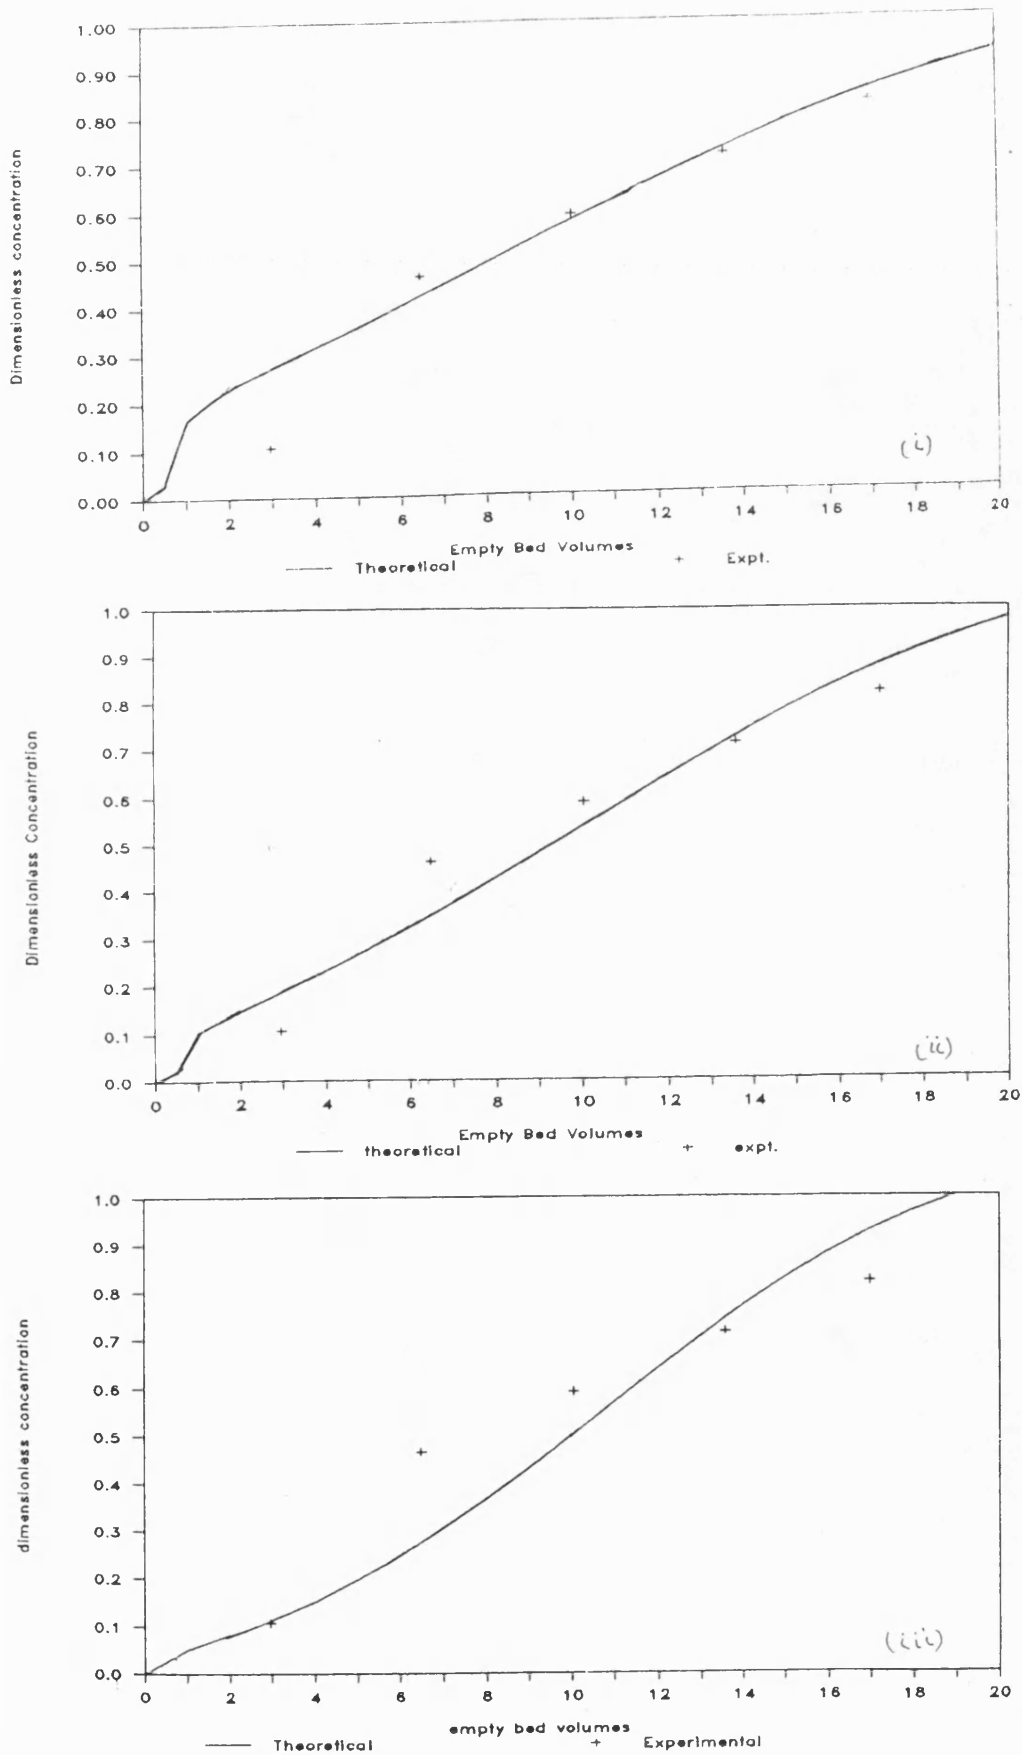 Dimensionless concentration
1.00
0.90
0.80
0.70
0.60
0.50
0.40
0.30
0.20
0.10
0.00
(i)
0 2 4 6 8 10 12 14 16 18 20
Empty Bed Volumes
Theoretical + Expt.
Dimensionless Concentration
1.0
0.9
0.8
0.7
0.6
0.5
0.4
0.3
0.2
0.1
0.0
(ii)
0 2 4 6 8 10 12 14 16 18 20
Empty Bed Volumes
theoretical + expt.
dimensionless concentration
1.0
0.9
0.8
0.7
0.6
0.5
0.4
0.3
0.2
0.1
0.0
(iii)
0 2 4 6 8 10 12 14 16 18 20
empty bed volumes
Theoretical + Experimental